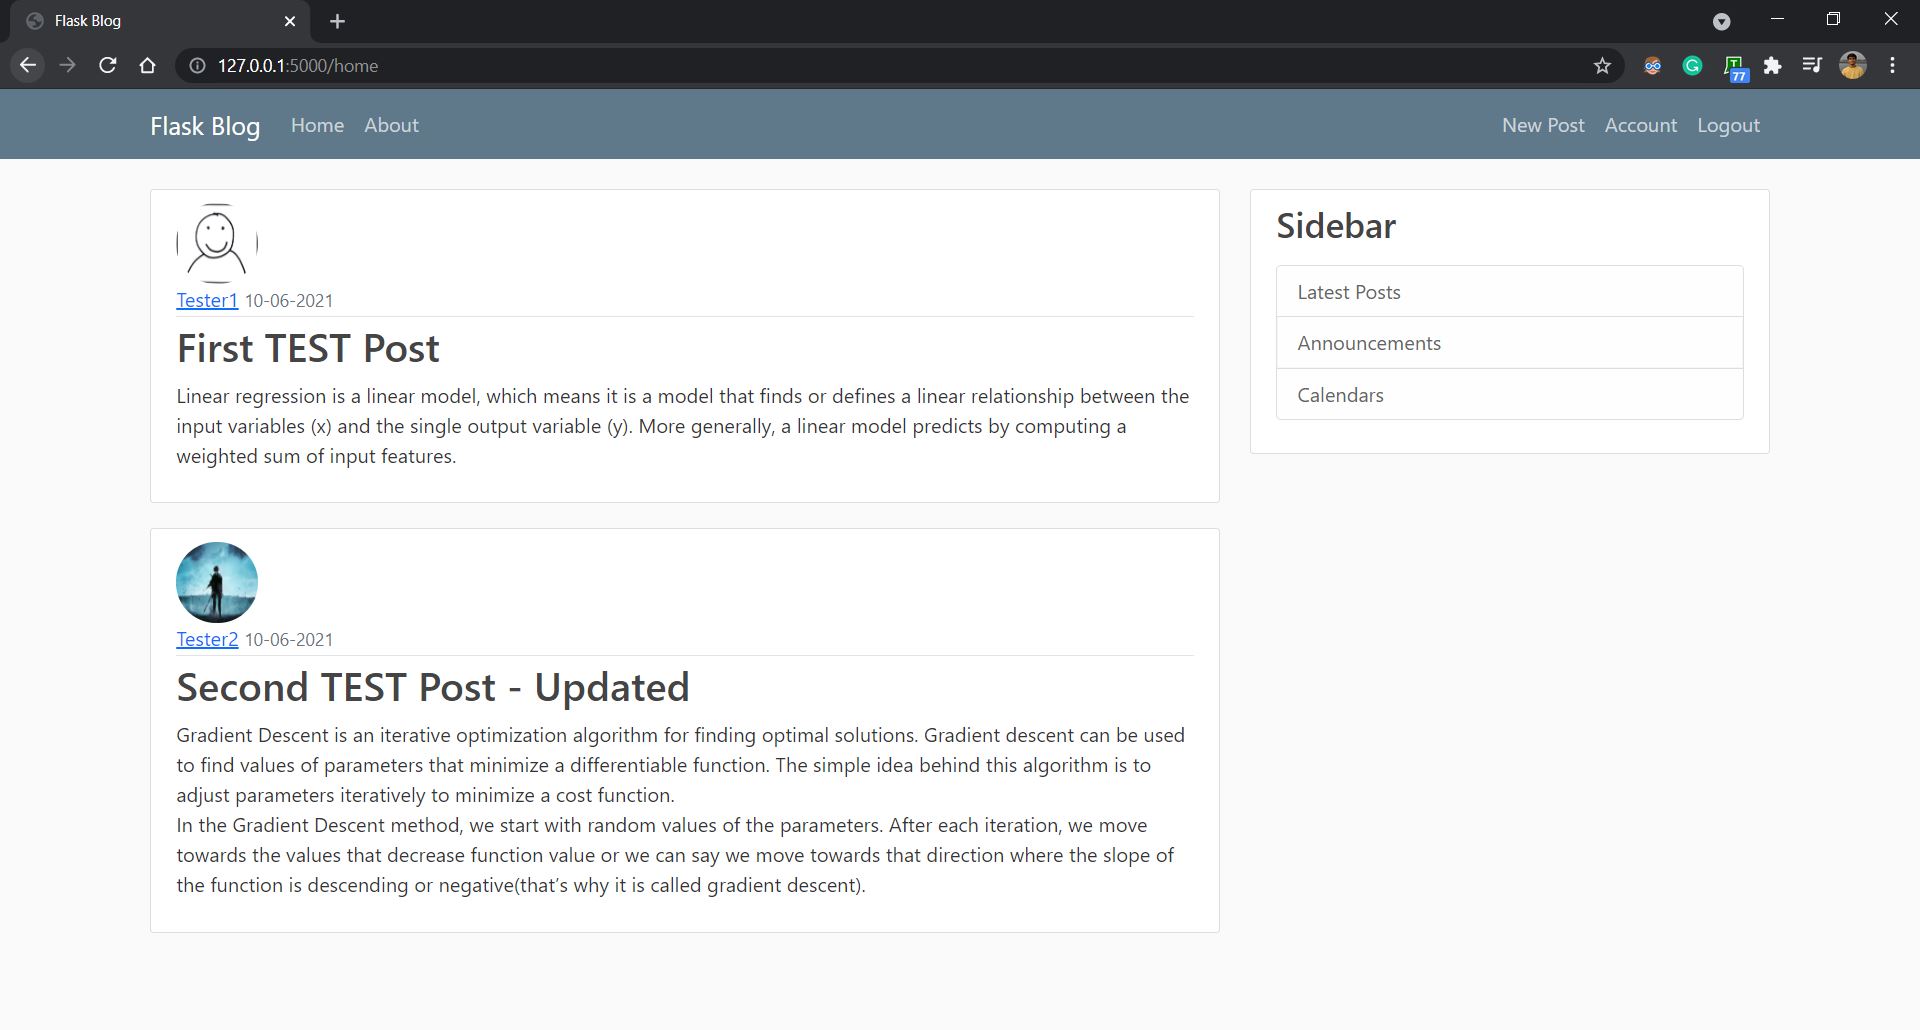 Flask Blog
127.0.0.1:5000/home
77
Flask Blog Home About New Post Account Logout
Tester1 10-06-2021
First TEST Post
Linear regression is a linear model, which means it is a model that finds or defines a linear relationship between the
input variables (x) and the single output variable (y). More generally, a linear model predicts by computing a
weighted sum of input features.
Tester2 10-06-2021
Second TEST Post - Updated
Gradient Descent is an iterative optimization algorithm for finding optimal solutions. Gradient descent can be used
to find values of parameters that minimize a differentiable function. The simple idea behind this algorithm is to
adjust parameters iteratively to minimize a cost function.
In the Gradient Descent method, we start with random values of the parameters. After each iteration, we move
towards the values that decrease function value or we can say we move towards that direction where the slope of
the function is descending or negative(that’s why it is called gradient descent).
Sidebar
Latest Posts
Announcements
Calendars